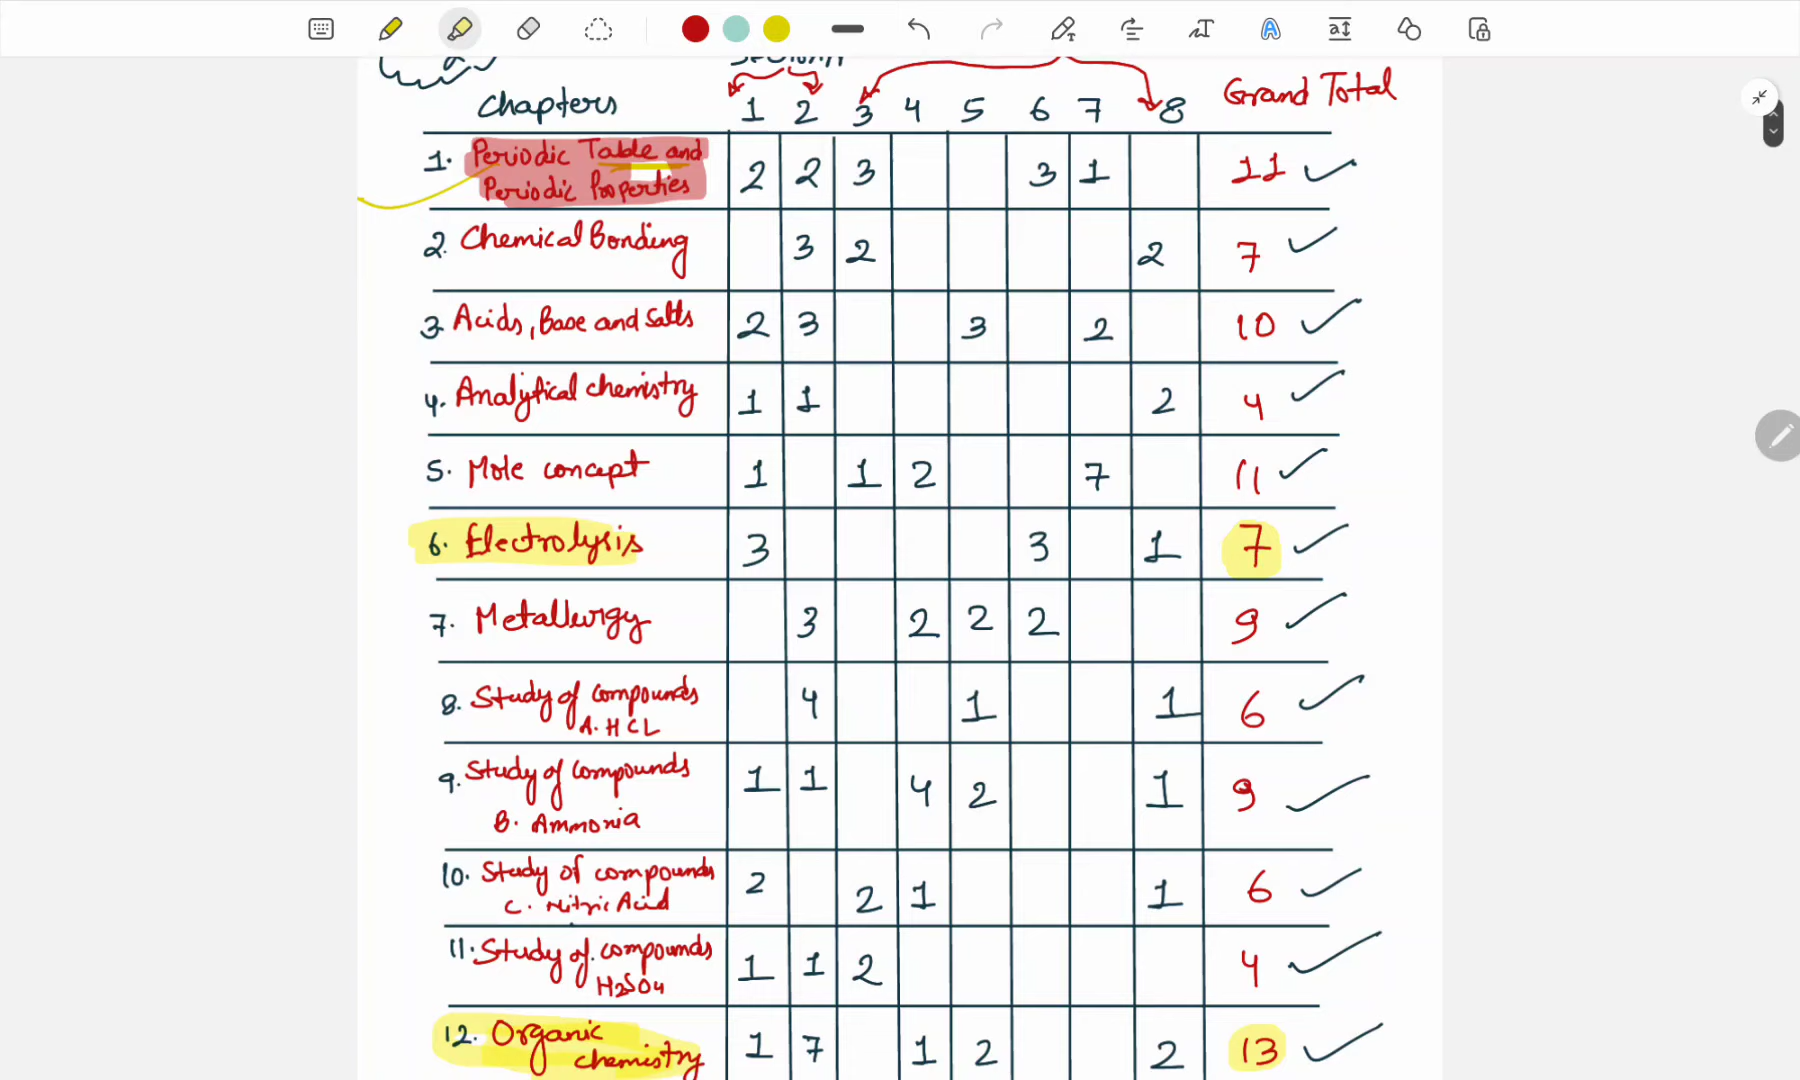 Chapters 1 2 3 4 5 6 7 8 Grand Total
1. Periodic Table and
Periodic Properties 2 2 3 3 1 11
2. Chemical Bonding 3 2 2 7
3. Acids, Base and Salts 2 3 3 2 10
4. Analytical chemistry 1 1 2 4
5. Mole concept 1 1 2 7 11
6. Electrolysis 3 3 1 7
7. Metallurgy 3 2 2 2 9
8. Study of compounds
A. HCL 4 1 1 6
9. Study of compounds
B. Ammonia 1 1 4 2 1 9
10. Study of compounds
C. Nitric Acid 2 2 1 1 6
11. Study of compounds
H2SO4 1 1 2 4
12. Organic
chemistry 1 7 1 2 2 13